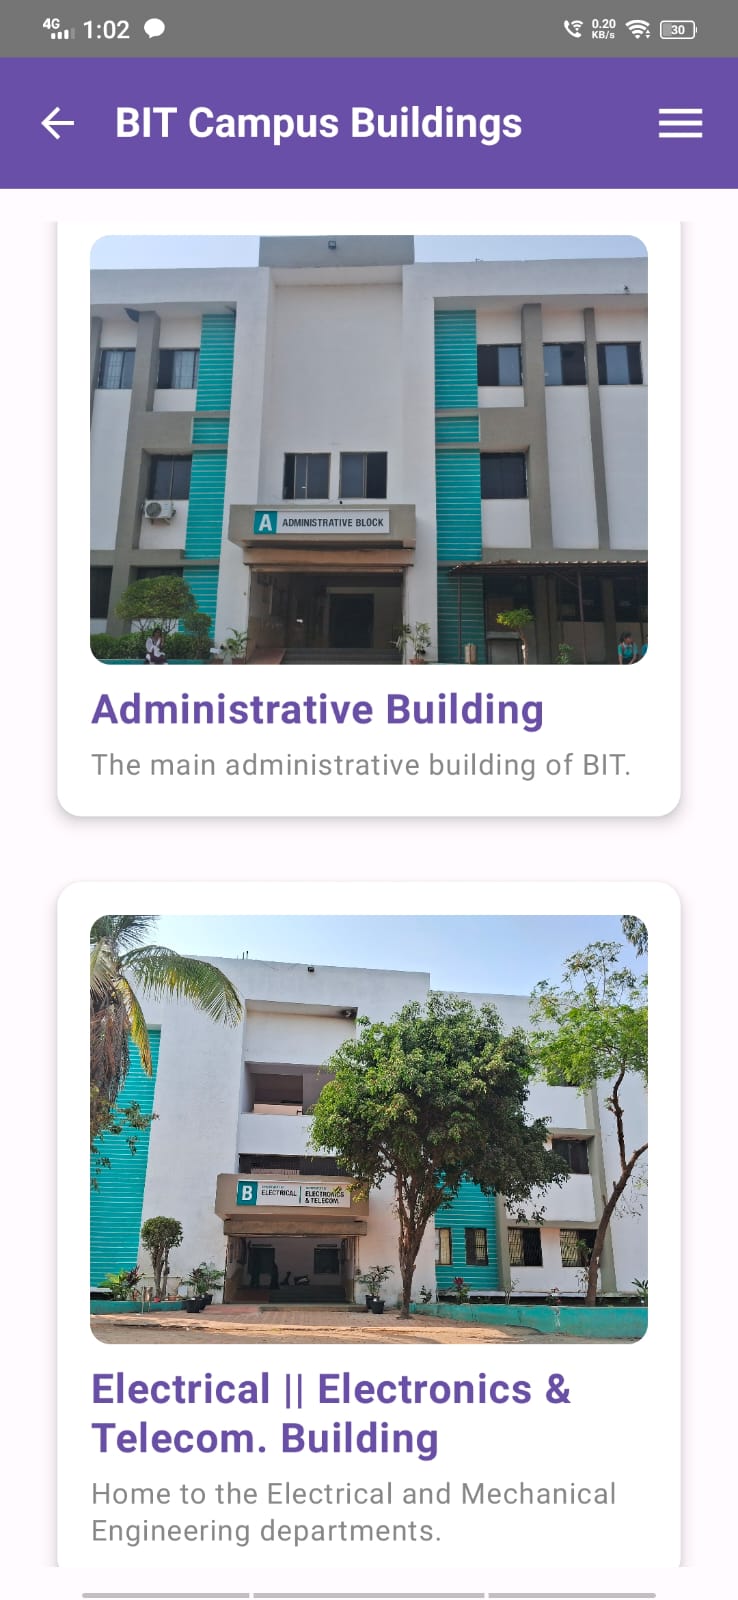 4G 1:02 0.20 KB/s 30
BIT Campus Buildings
A ADMINISTRATIVE BLOCK
Administrative Building
The main administrative building of BIT.
B ELECTRICAL ELECTRONICS
& TELECOM.
Electrical || Electronics &
Telecom. Building
Home to the Electrical and Mechanical
Engineering departments.